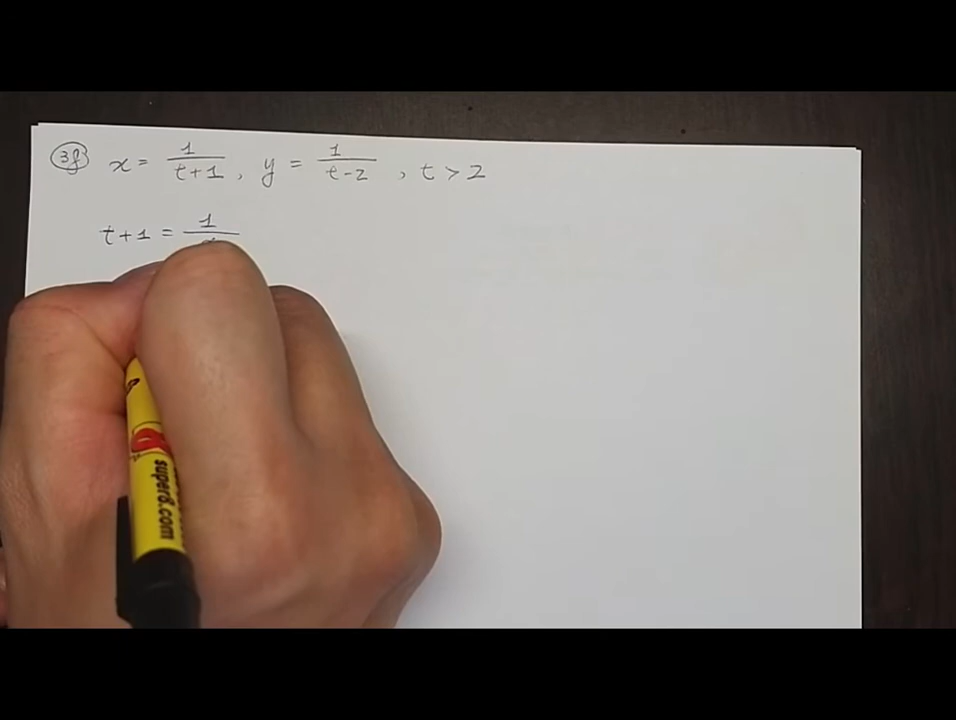 3f x = 1/(t+1), y = 1/(t-2), t > 2
t+1 = 1/
super8.com